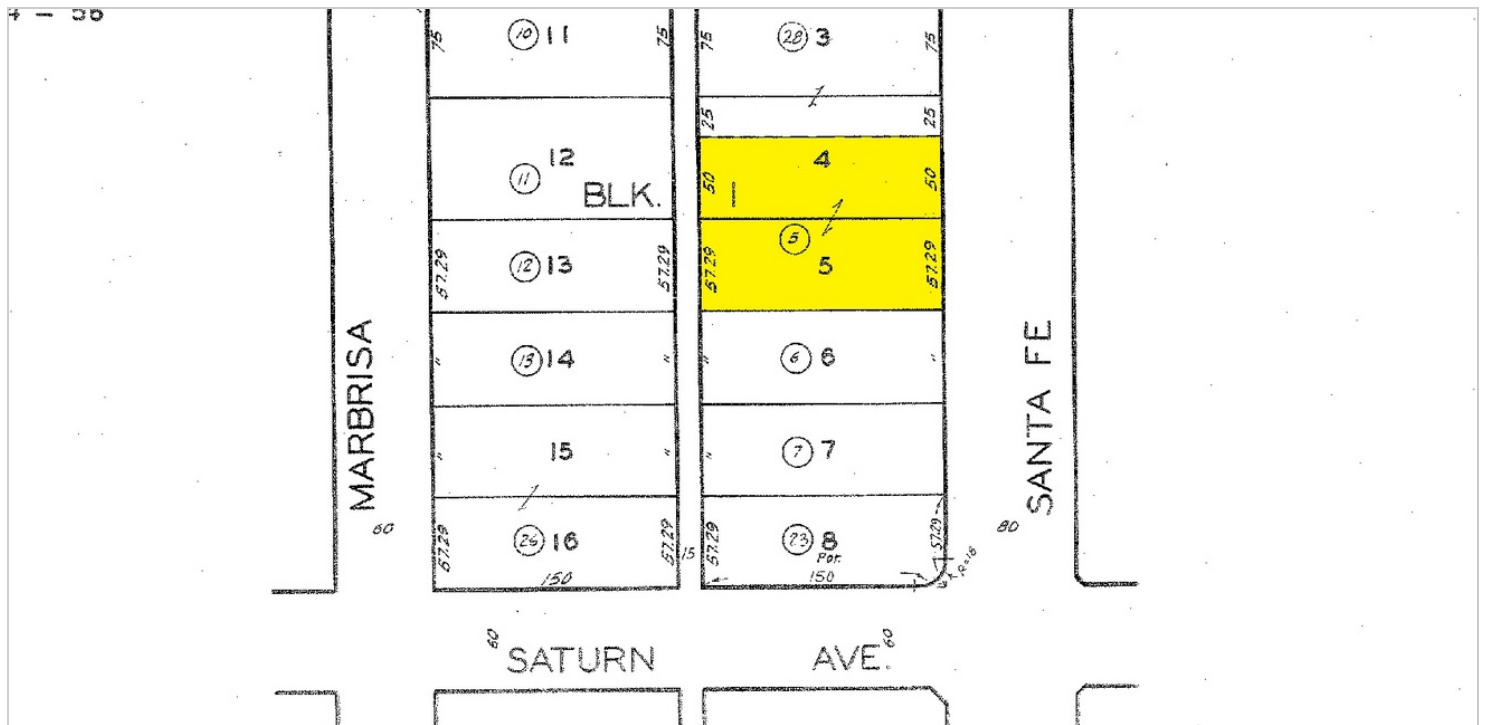 4 - 56
75 10 11 75
75 28 3 75
25 25
12
11
BLK. 1
50 4 50
57.29 12 13 57.29
57.29 5 5 57.29
" 13 14 "
" 6 6 "
MARBRISA
SANTA FE
" 15 "
" 7 7
60
57.29 26 16 57.29
150
15
57.29 23 8 57.29
Por.
150
R=16
80
60 SATURN AVE. 60